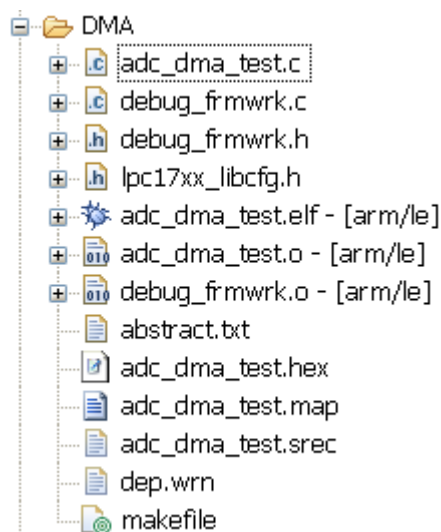 DMA
adc_dma_test.c
debug_frmwrk.c
debug_frmwrk.h
lpc17xx_libcfg.h
adc_dma_test.elf - [arm/le]
adc_dma_test.o - [arm/le]
debug_frmwrk.o - [arm/le]
abstract.txt
adc_dma_test.hex
adc_dma_test.map
adc_dma_test.srec
dep.wrn
makefile